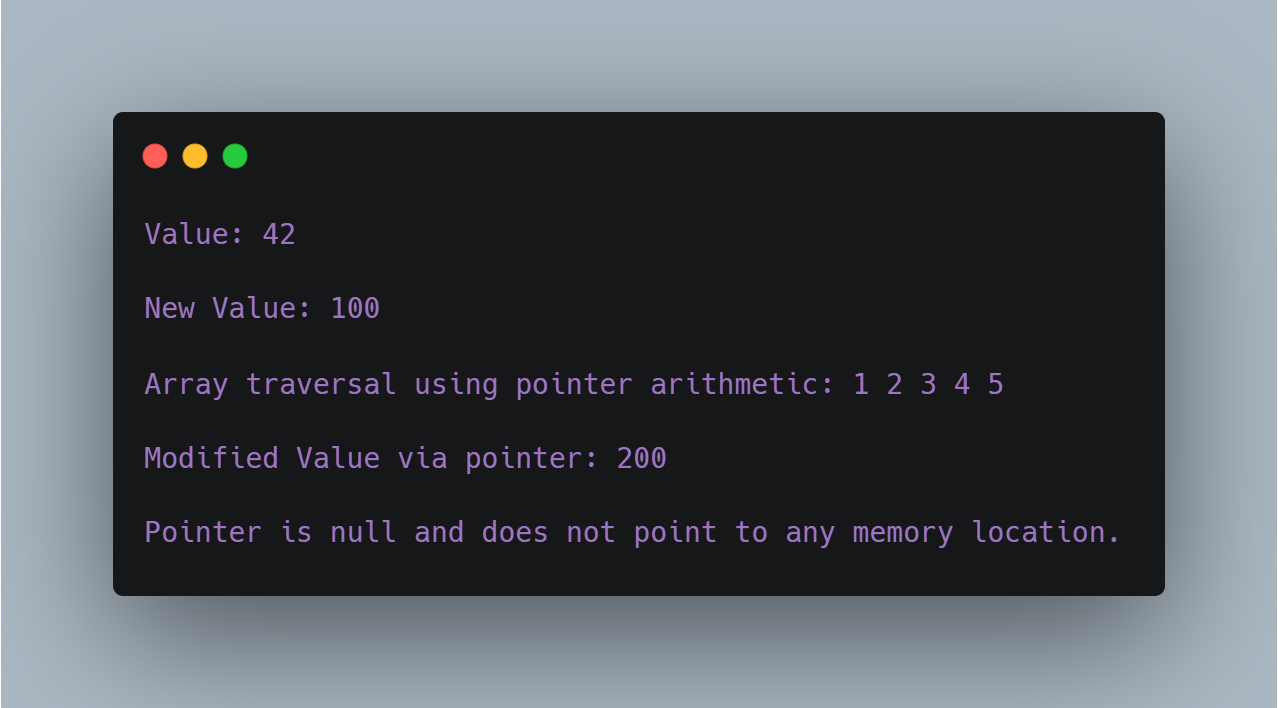 Value: 42
New Value: 100
Array traversal using pointer arithmetic: 1 2 3 4 5
Modified Value via pointer: 200
Pointer is null and does not point to any memory location.